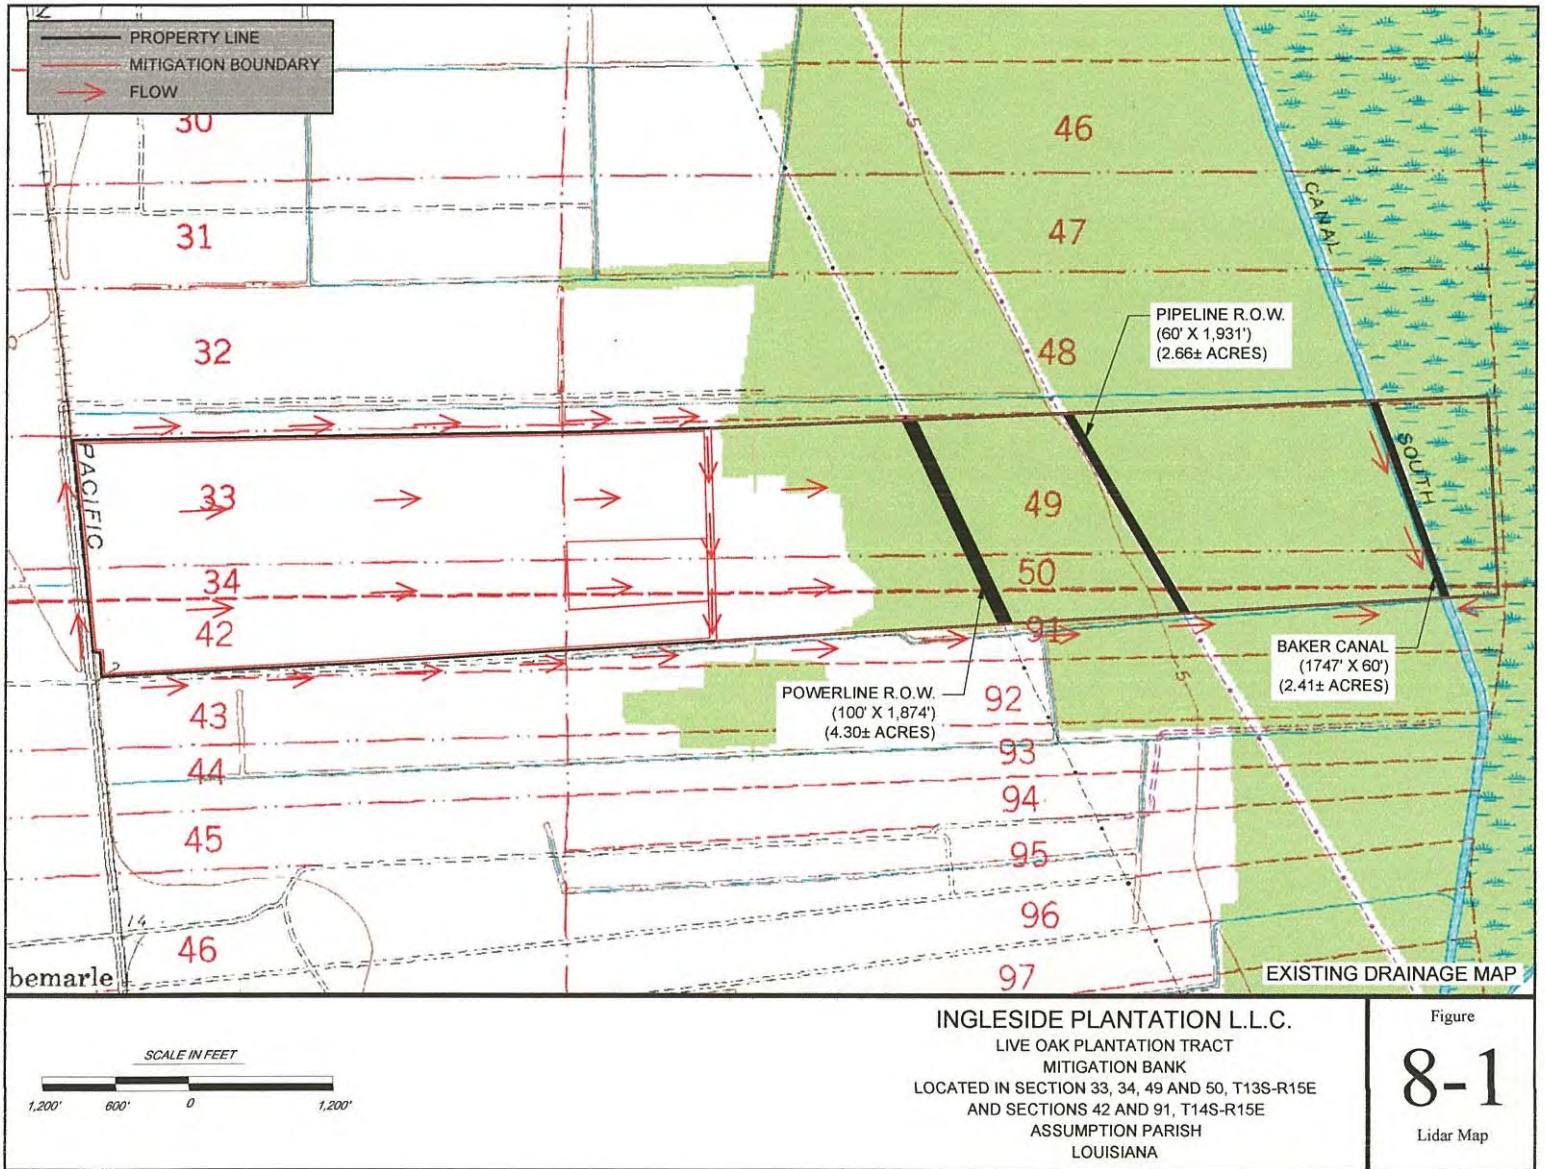 PROPERTY LINE
MITIGATION BOUNDARY
FLOW
30
46
31
47
CANAL
5
32
48
PIPELINE R.O.W.
(60' X 1,931')
(2.66± ACRES)
PACIFIC
33
49
SOUTH
34
50
42
91
BAKER CANAL
(1747' X 60')
(2.41± ACRES)
POWERLINE R.O.W.
(100' X 1,874')
(4.30± ACRES)
5
43
92
44
93
94
45
95
14
46
96
97
bemarle
EXISTING DRAINAGE MAP
SCALE IN FEET
1,200' 600' 0 1,200'
INGLESIDE PLANTATION L.L.C.
LIVE OAK PLANTATION TRACT
MITIGATION BANK
LOCATED IN SECTION 33, 34, 49 AND 50, T13S-R15E
AND SECTIONS 42 AND 91, T14S-R15E
ASSUMPTION PARISH
LOUISIANA
Figure
8-1
Lidar Map